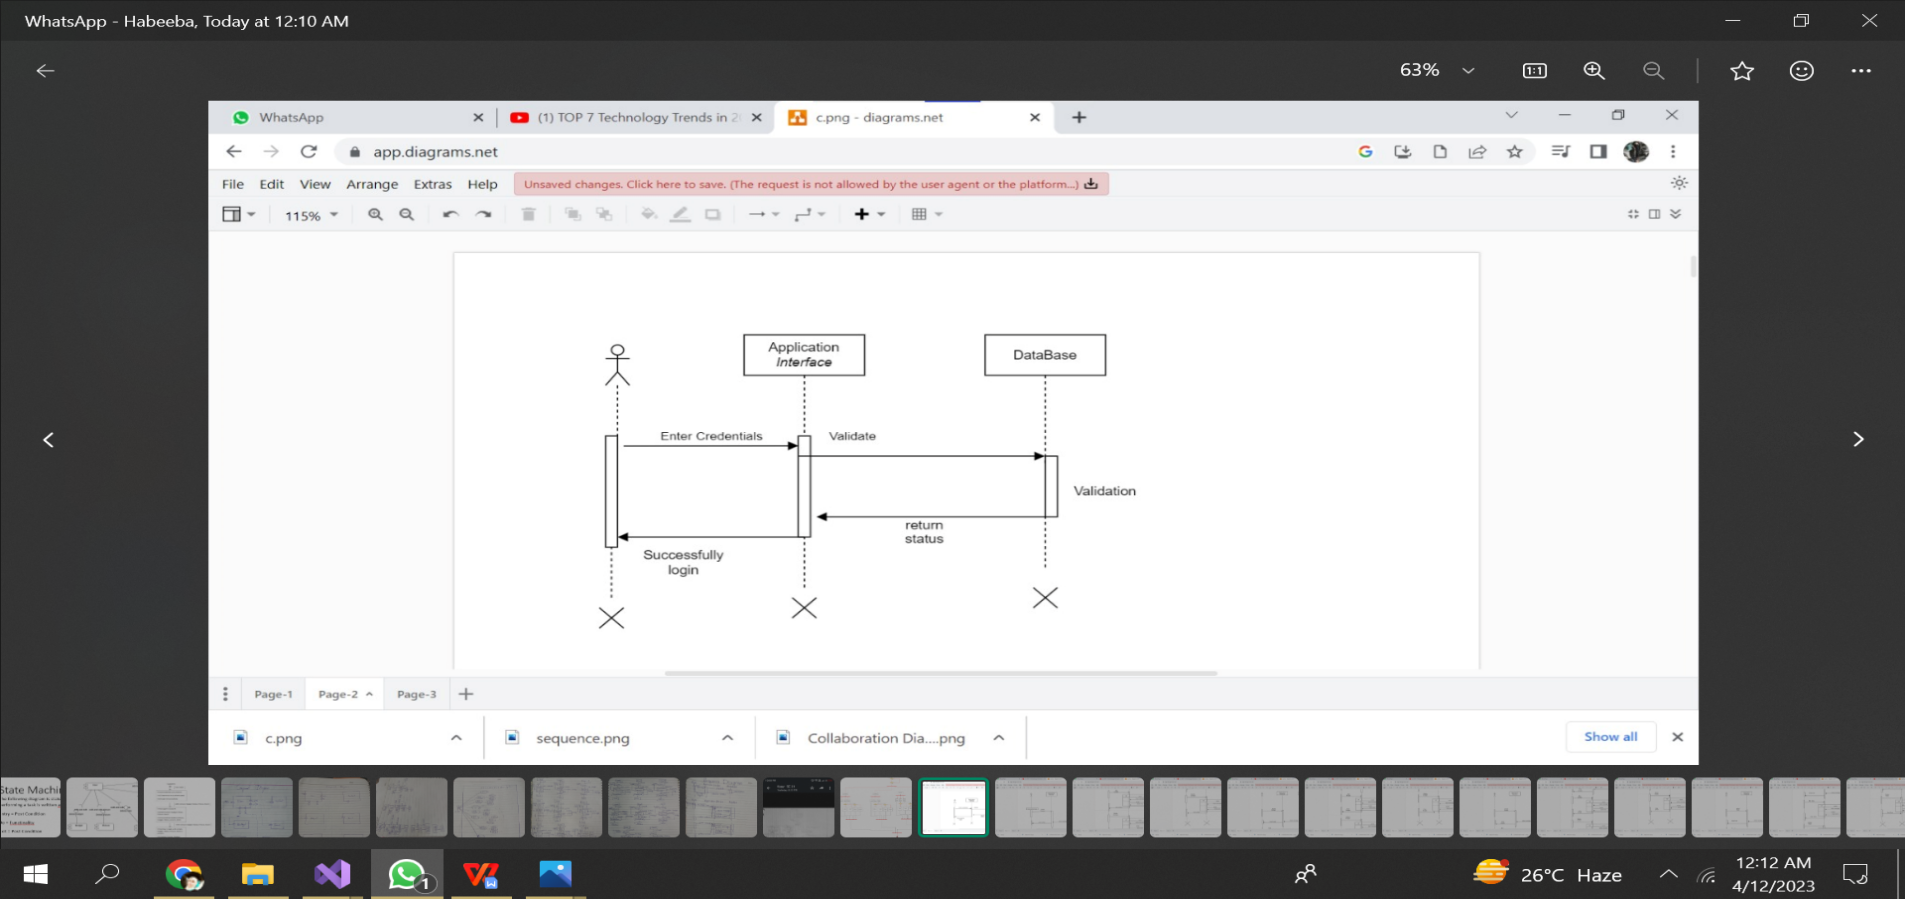 WhatsApp - Habeeba, Today at 12:10 AM
63%
1:1
WhatsApp
(1) TOP 7 Technology Trends in 2
c.png - diagrams.net
app.diagrams.net
File Edit View Arrange Extras Help
Unsaved changes. Click here to save. (The request is not allowed by the user agent or the platform...)
115%
Application
Interface
DataBase
Enter Credentials
Validate
Validation
return
status
Successfully
login
Page-1
Page-2
Page-3
c.png
sequence.png
Collaboration Dia....png
Show all
State Machi
1
26°C Haze
12:12 AM
4/12/2023